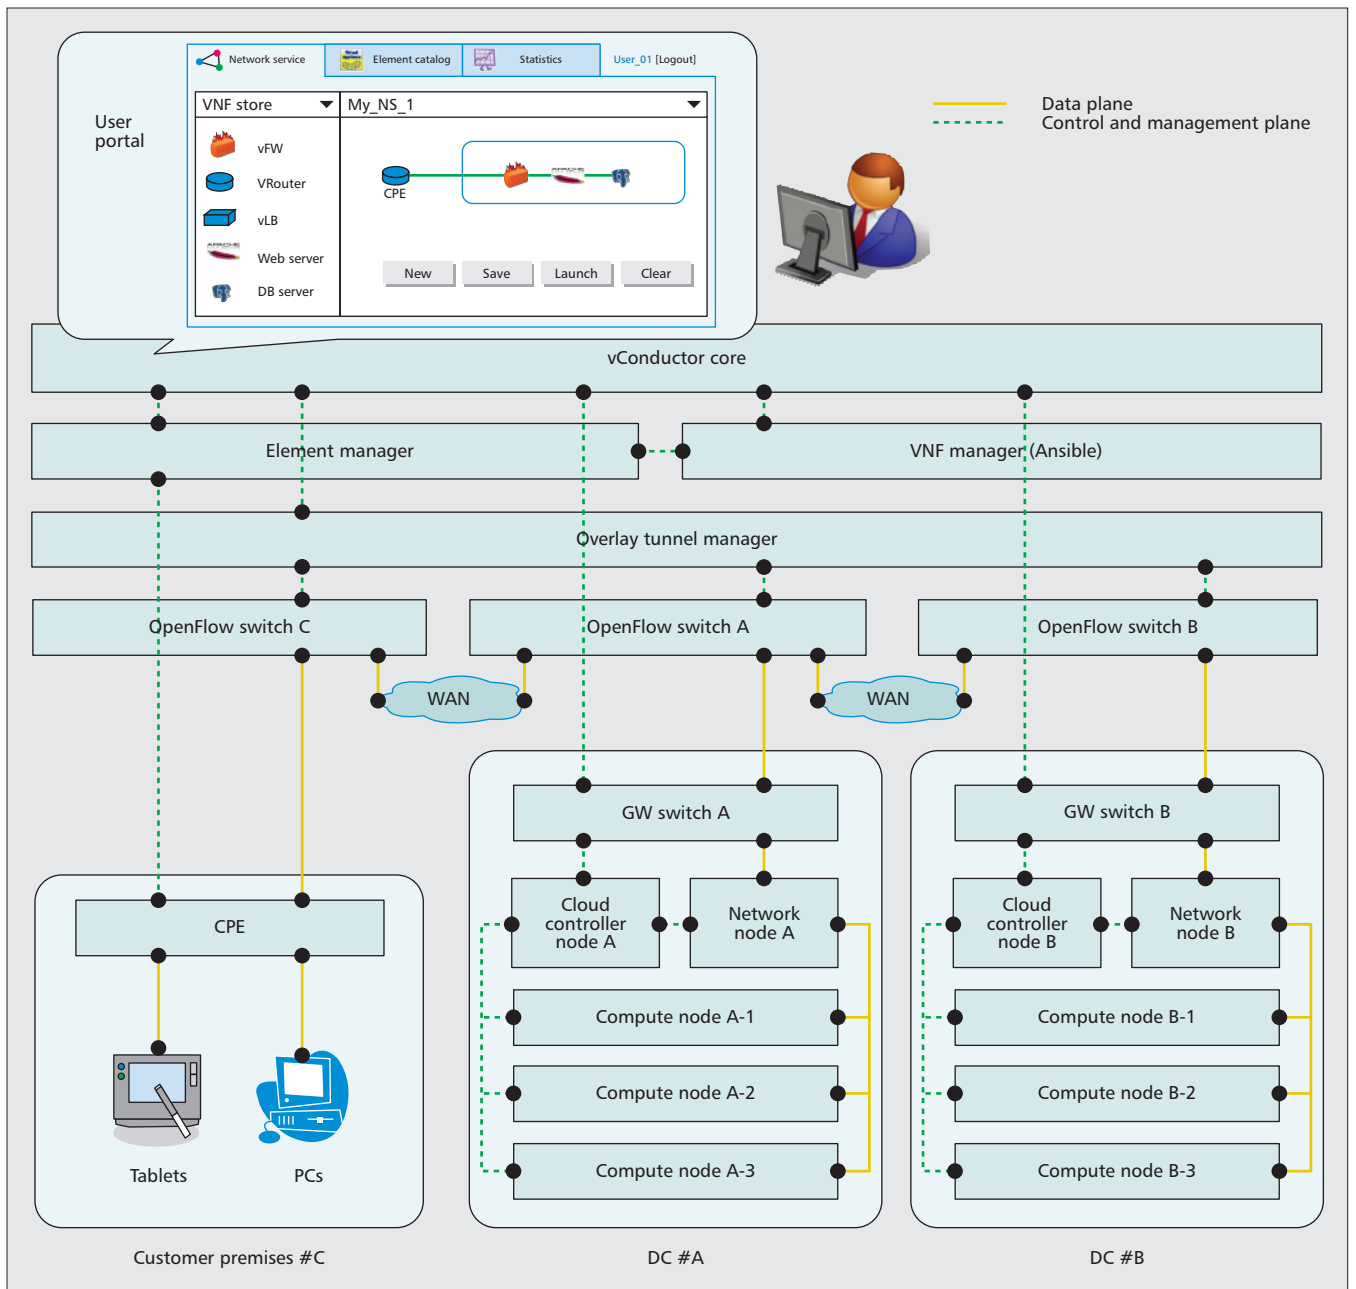 Network service
Element catalog
Statistics
User_01 [Logout]
User
portal
VNF store
My_NS_1
vFW
VRouter
vLB
Web server
DB server
CPE
New
Save
Launch
Clear
Data plane
Control and management plane
vConductor core
Element manager
VNF manager (Ansible)
Overlay tunnel manager
OpenFlow switch C
OpenFlow switch A
OpenFlow switch B
WAN
WAN
GW switch A
GW switch B
CPE
Cloud
controller
node A
Network
node A
Cloud
controller
node B
Network
node B
Compute node A-1
Compute node B-1
Compute node A-2
Compute node B-2
Compute node A-3
Compute node B-3
Tablets
PCs
Customer premises #C
DC #A
DC #B